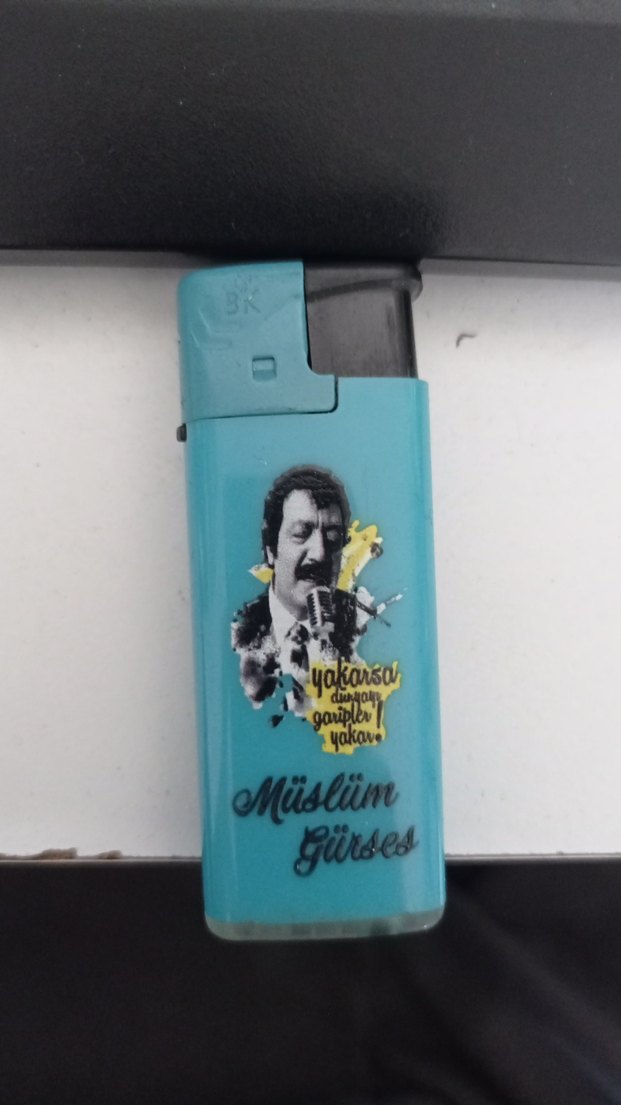 BK
yakarsa
dünyayı
garipler
yakar!
Müslüm
Gürses